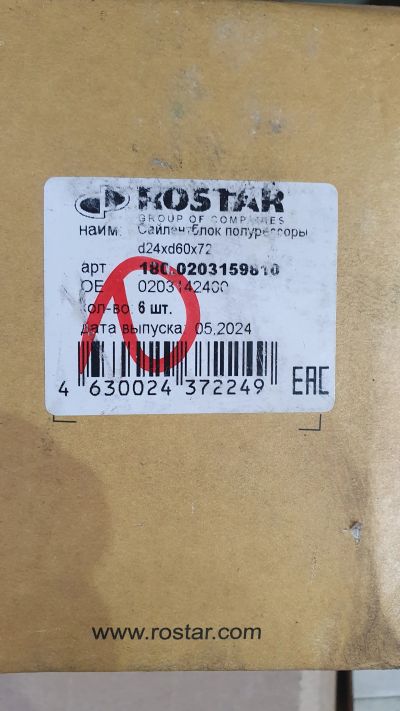 ROSTAR
GROUP OF COMPANIES
наим. Сайлентблок полурессоры
d24xd60x72
арт 180.0203159810
OE 0203142400
кол-во: 6 шт.
дата выпуска: 05.2024
4 630024 372249 EAC
www.rostar.com